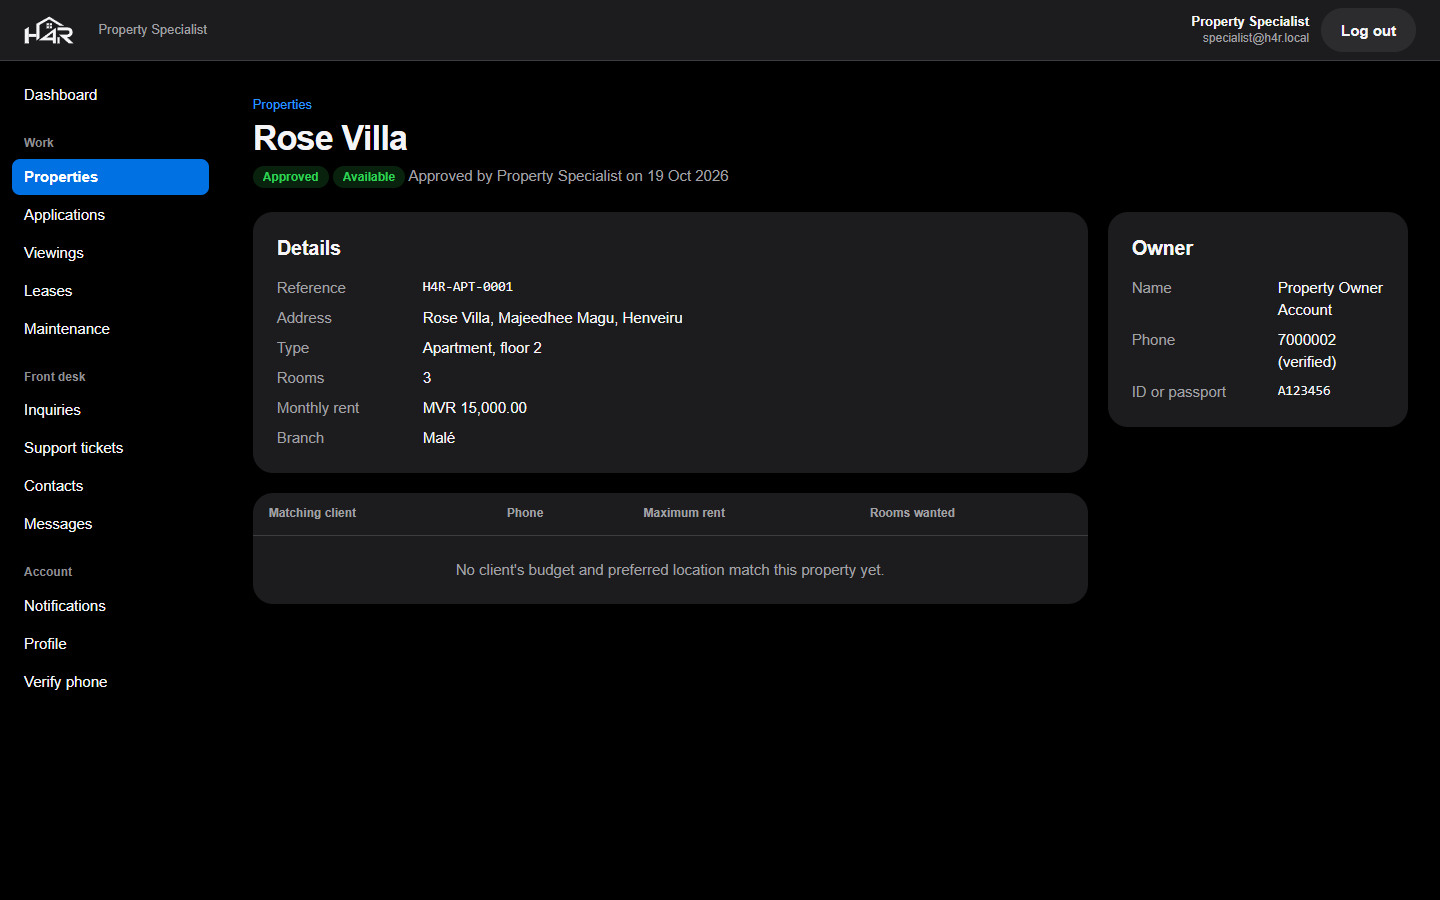 H4R
Property Specialist
Property Specialist
specialist@h4r.local
Log out
Dashboard
Work
Properties
Applications
Viewings
Leases
Maintenance
Front desk
Inquiries
Support tickets
Contacts
Messages
Account
Notifications
Profile
Verify phone
Properties
Rose Villa
Approved Available Approved by Property Specialist on 19 Oct 2026
Details
Reference H4R-APT-0001
Address Rose Villa, Majeedhee Magu, Henveiru
Type Apartment, floor 2
Rooms 3
Monthly rent MVR 15,000.00
Branch Malé
Matching client Phone Maximum rent Rooms wanted
No client's budget and preferred location match this property yet.
Owner
Name Property Owner
Account
Phone 7000002
(verified)
ID or passport A123456